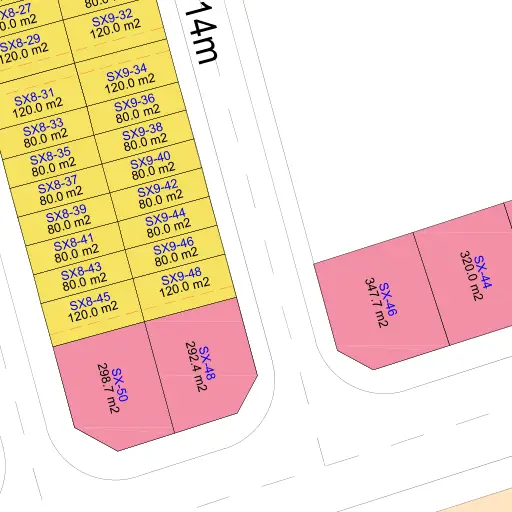 SX8-27
0.0 m2
SX8-29
120.0 m2
SX8-31
120.0 m2
SX8-33
80.0 m2
SX8-35
80.0 m2
SX8-37
80.0 m2
SX8-39
80.0 m2
SX8-41
80.0 m2
SX8-43
80.0 m2
SX8-45
120.0 m2
80.0
SX9-32
120.0 m2
SX9-34
120.0 m2
SX9-36
80.0 m2
SX9-38
80.0 m2
SX9-40
80.0 m2
SX9-42
80.0 m2
SX9-44
80.0 m2
SX9-46
80.0 m2
SX9-48
120.0 m2
14m
SX-50
298.7 m2
SX-48
292.4 m2
SX-46
347.7 m2
SX-44
320.0 m2